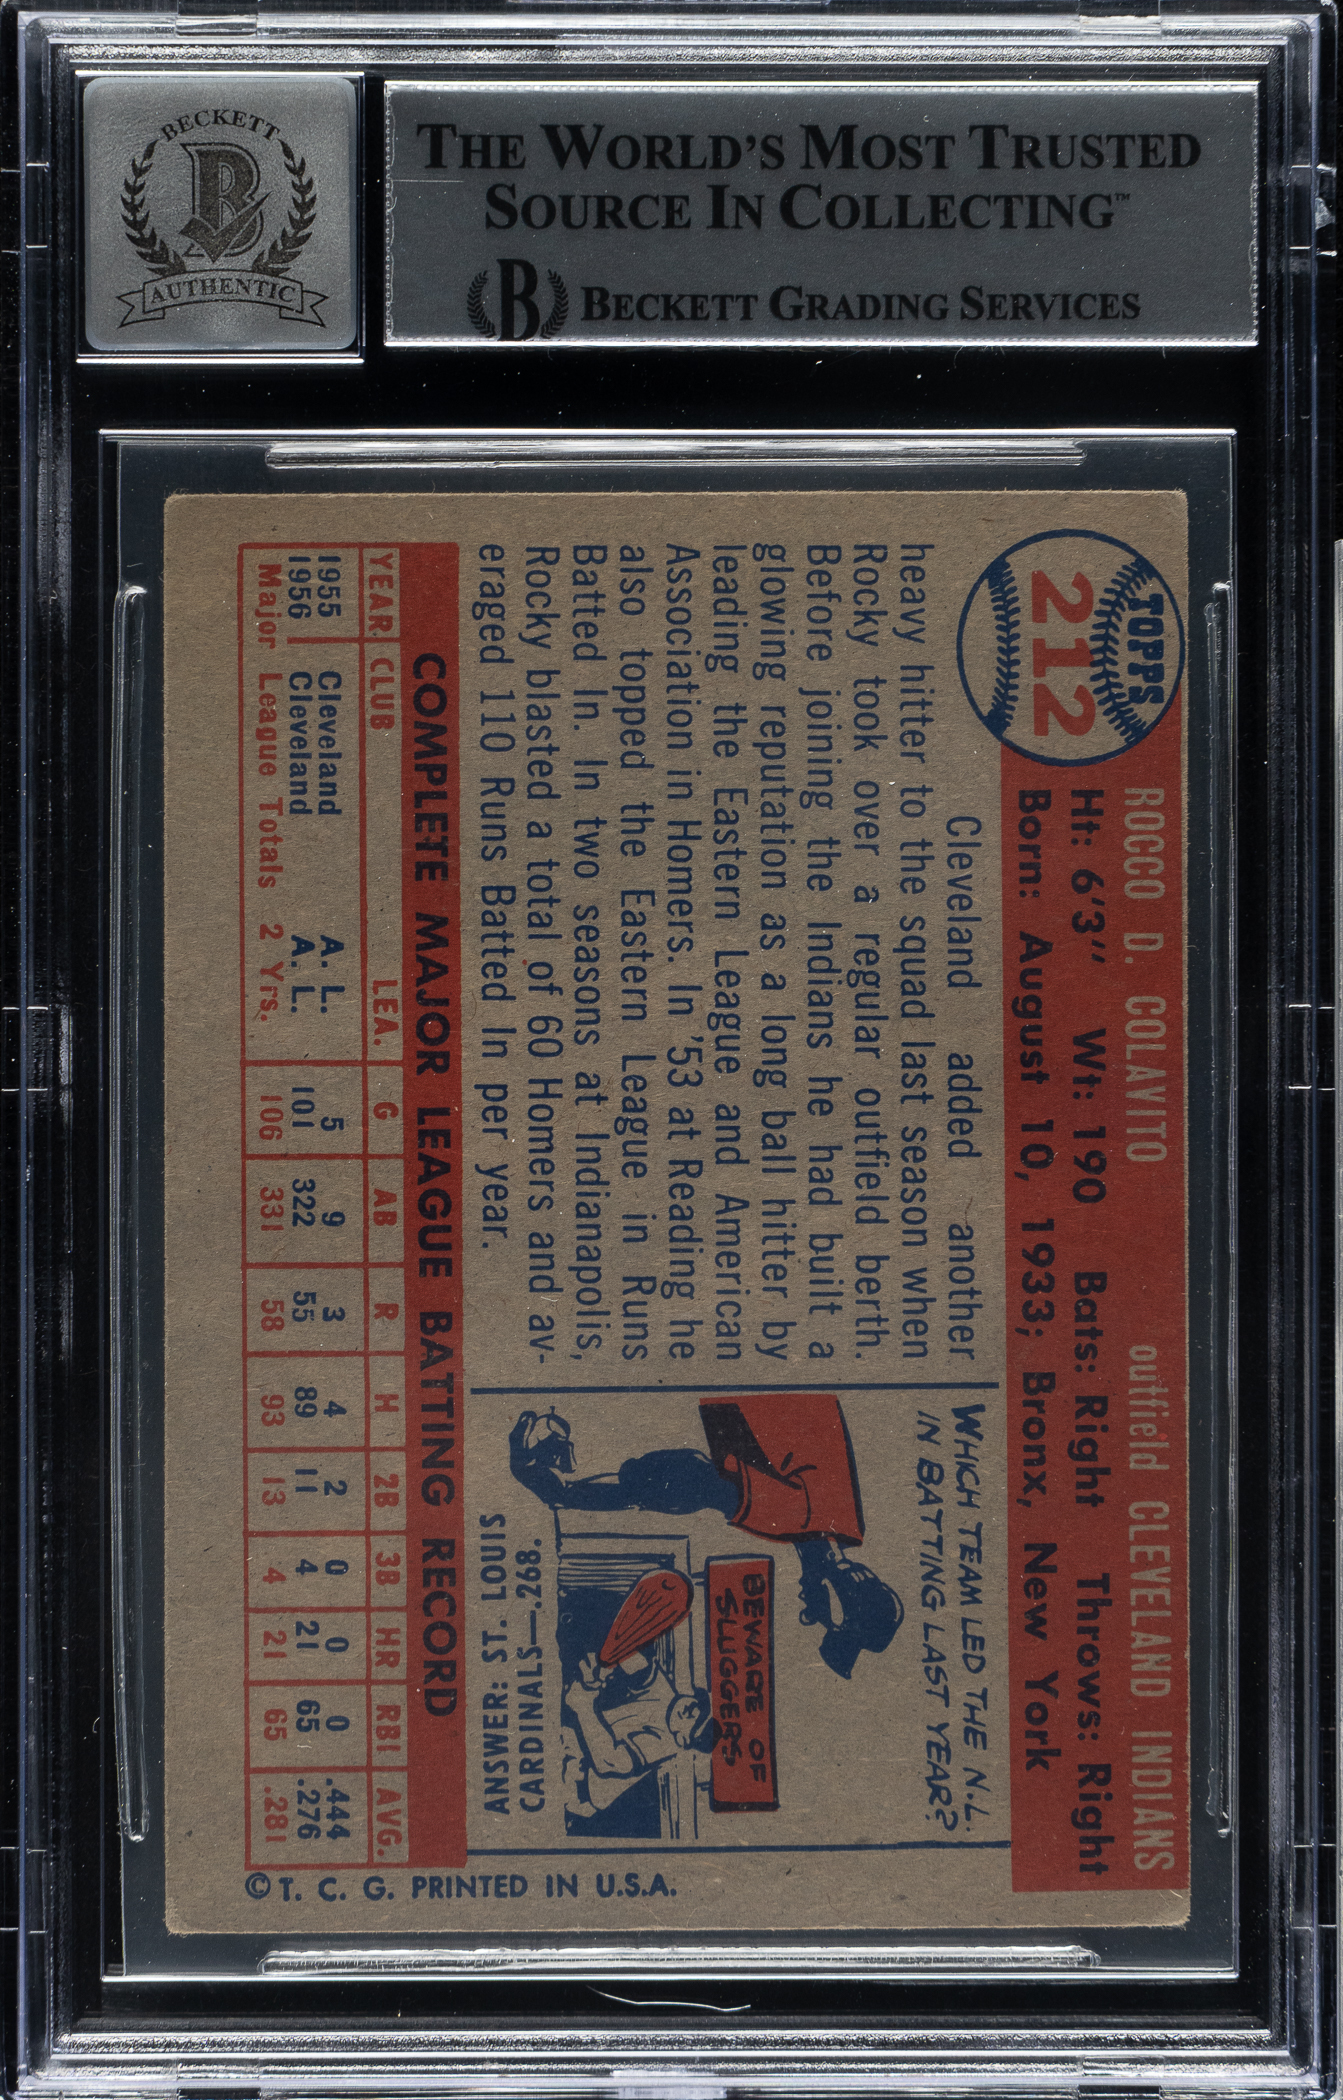 BECKETT
B
AUTHENTIC
THE WORLD'S MOST TRUSTED
SOURCE IN COLLECTING™
B BECKETT GRADING SERVICES
TOPPS
212
ROCCO D. COLAVITO outfield CLEVELAND INDIANS
Ht: 6'3" Wt: 190 Bats: Right Throws: Right
Born: August 10, 1933; Bronx, New York
Cleveland added another
heavy hitter to the squad last season when
Rocky took over a regular outfield berth.
Before joining the Indians he had built a
glowing reputation as a long ball hitter by
leading the Eastern League and American
Association in Homers. In '53 at Reading he
also topped the Eastern League in Runs
Batted In. In two seasons at Indianapolis,
Rocky blasted a total of 60 Homers and av-
eraged 110 Runs Batted In per year.
WHICH TEAM LED THE N.L.
IN BATTING LAST YEAR?
BEWARE OF
SLUGGERS
ANSWER: ST. LOUIS
CARDINALS—.268.
COMPLETE MAJOR LEAGUE BATTING RECORD
YEAR CLUB LEA. G AB R H 2B 3B HR RBI AVG.
1955 Cleveland A. L. 5 9 3 4 2 0 0 0 .444
1956 Cleveland A. L. 101 322 55 89 11 4 21 65 .276
Major League Totals 2 Yrs. 106 331 58 93 13 4 21 65 .281
© T. C. G. PRINTED IN U.S.A.